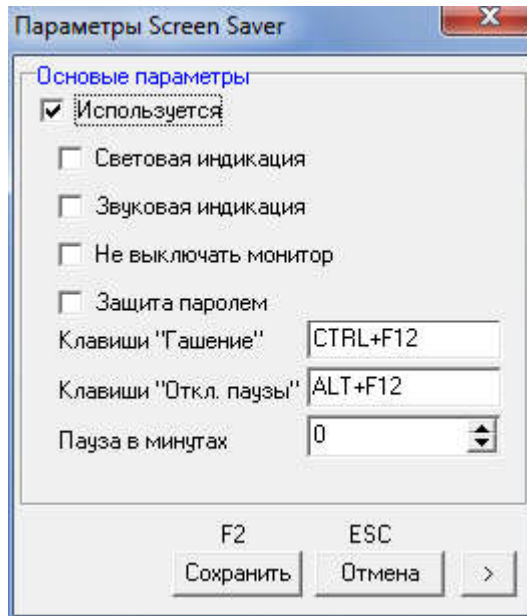 Параметры Screen Saver
Основные параметры
Используется
Световая индикация
Звуковая индикация
Не выключать монитор
Защита паролем
Клавиши "Гашение" CTRL+F12
Клавиши "Откл. паузы" ALT+F12
Пауза в минутах 0
F2 ESC
Сохранить Отмена >